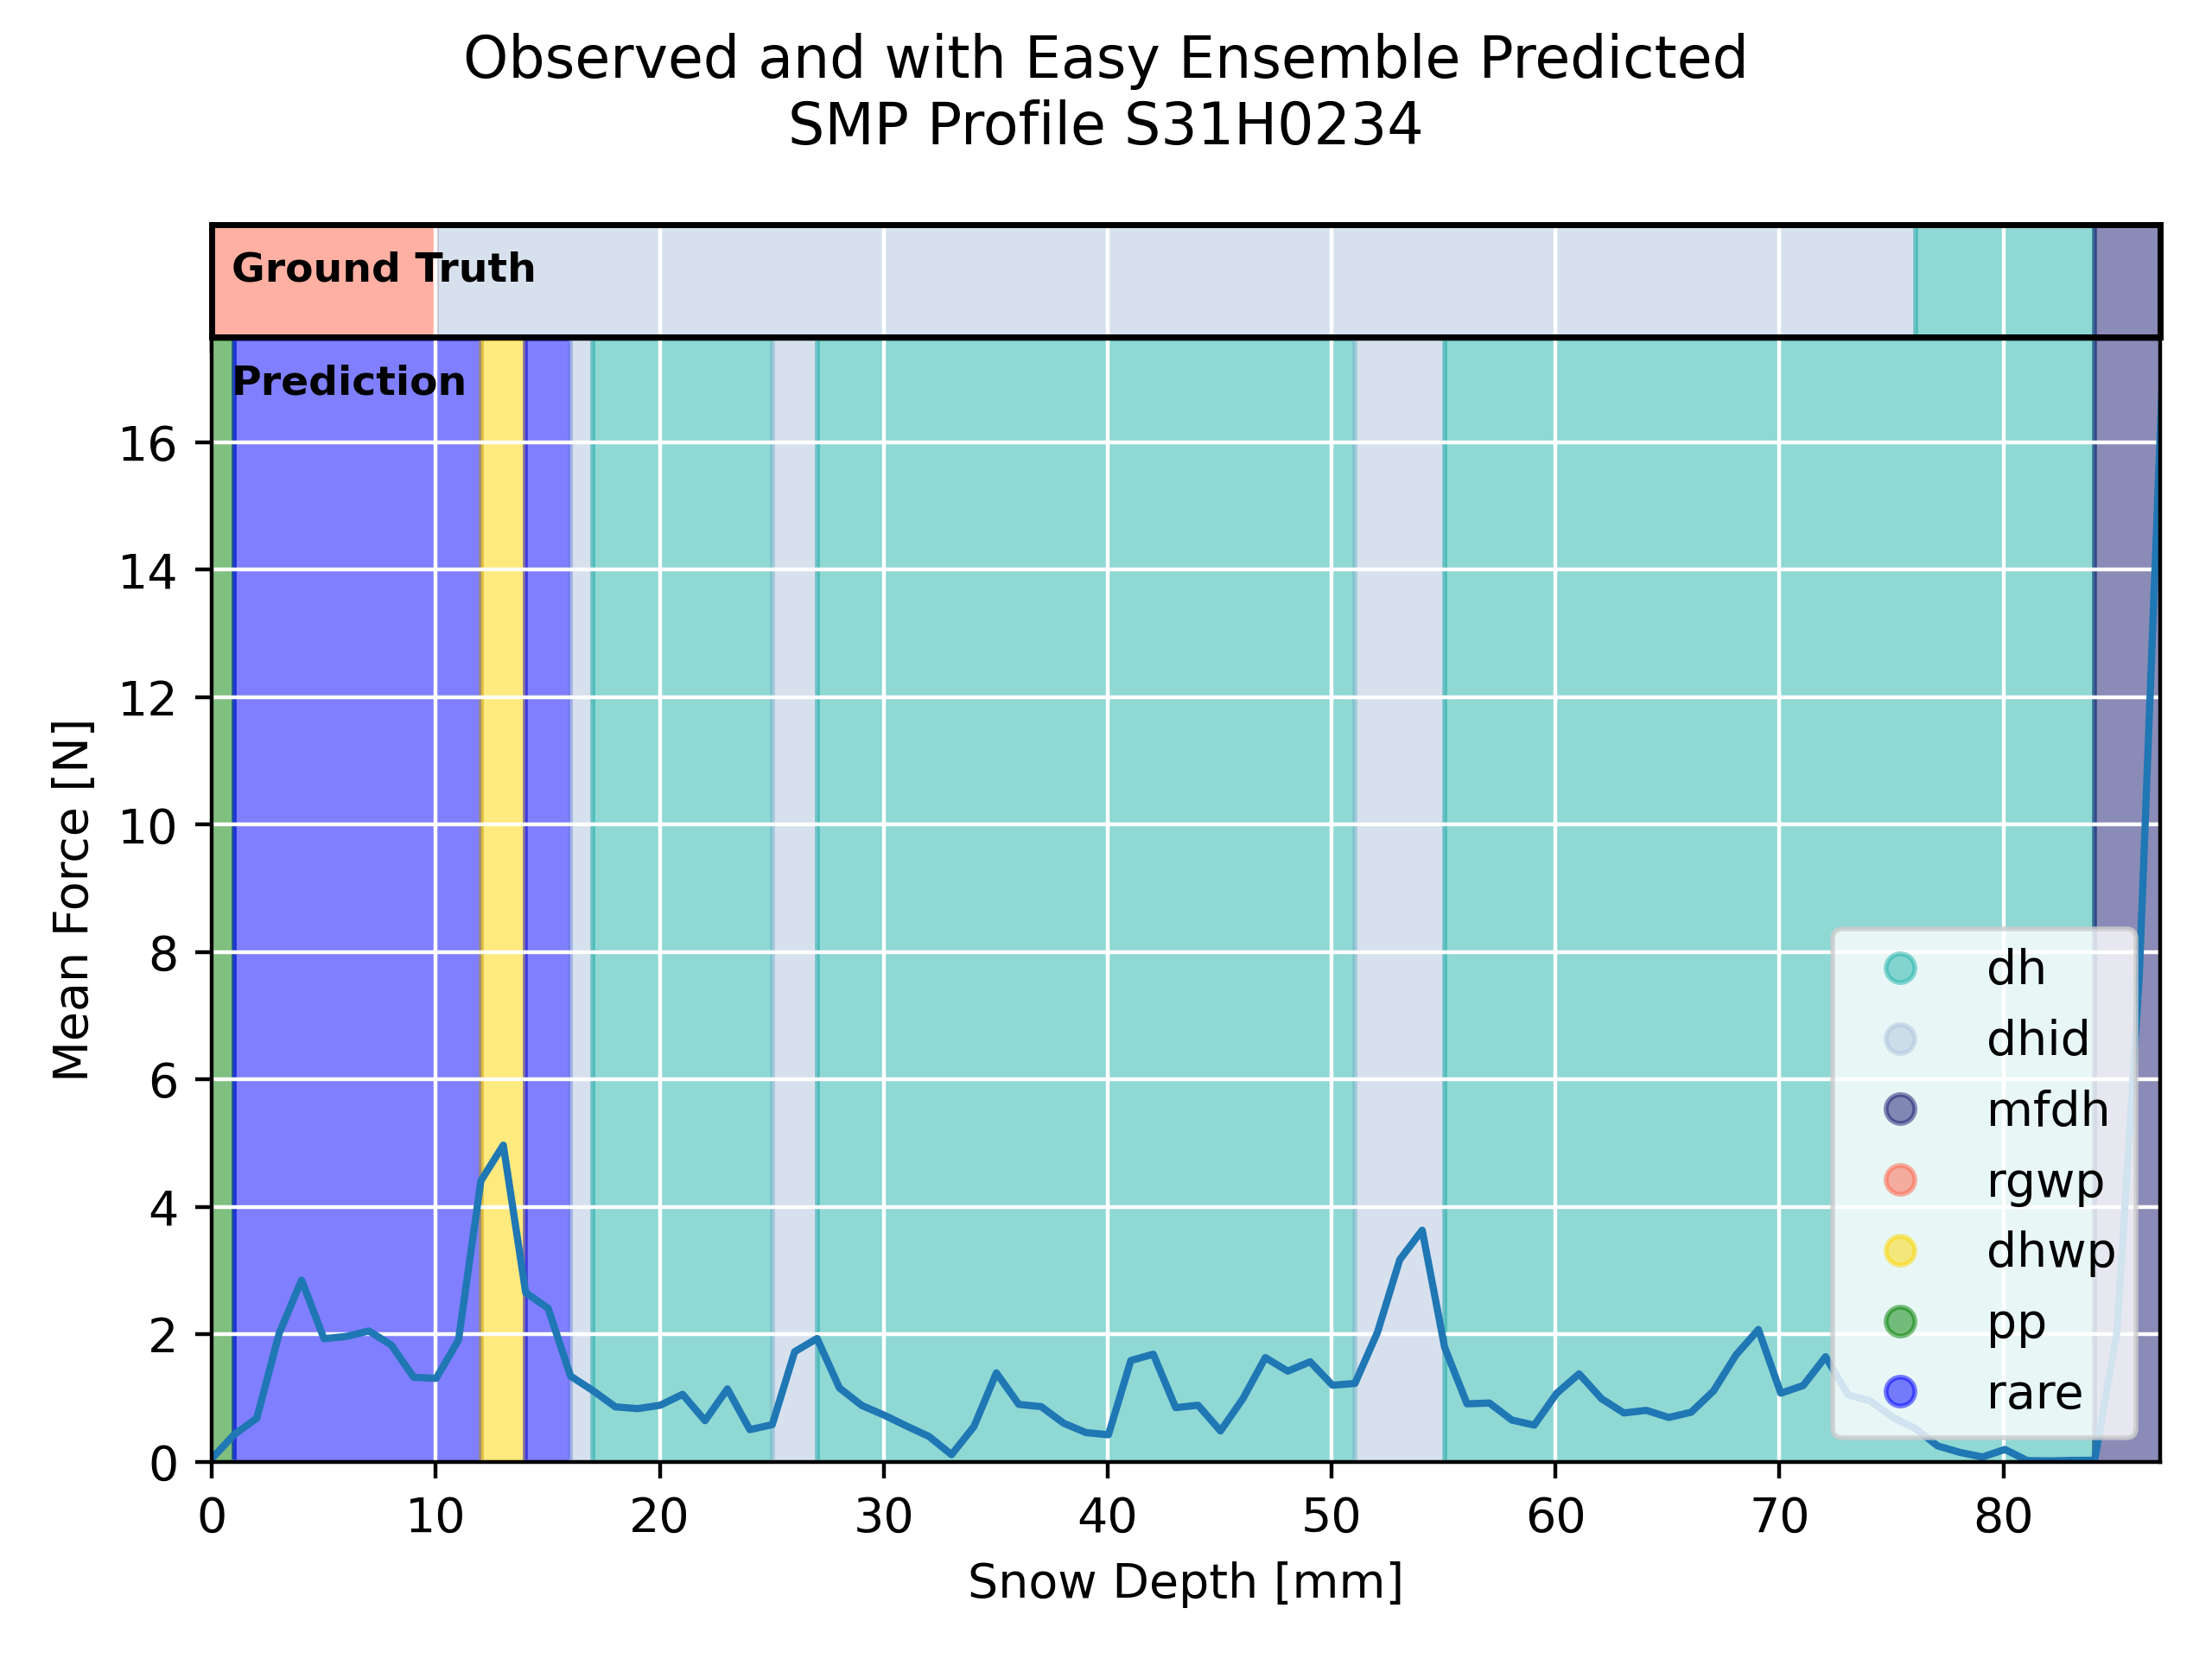 Observed and with Easy Ensemble Predicted
SMP Profile S31H0234
Ground Truth
Prediction
16
14
12
10
8
6
4
2
0
Mean Force [N]
dh
dhid
mfdh
rgwp
dhwp
pp
rare
0 10 20 30 40 50 60 70 80
Snow Depth [mm]